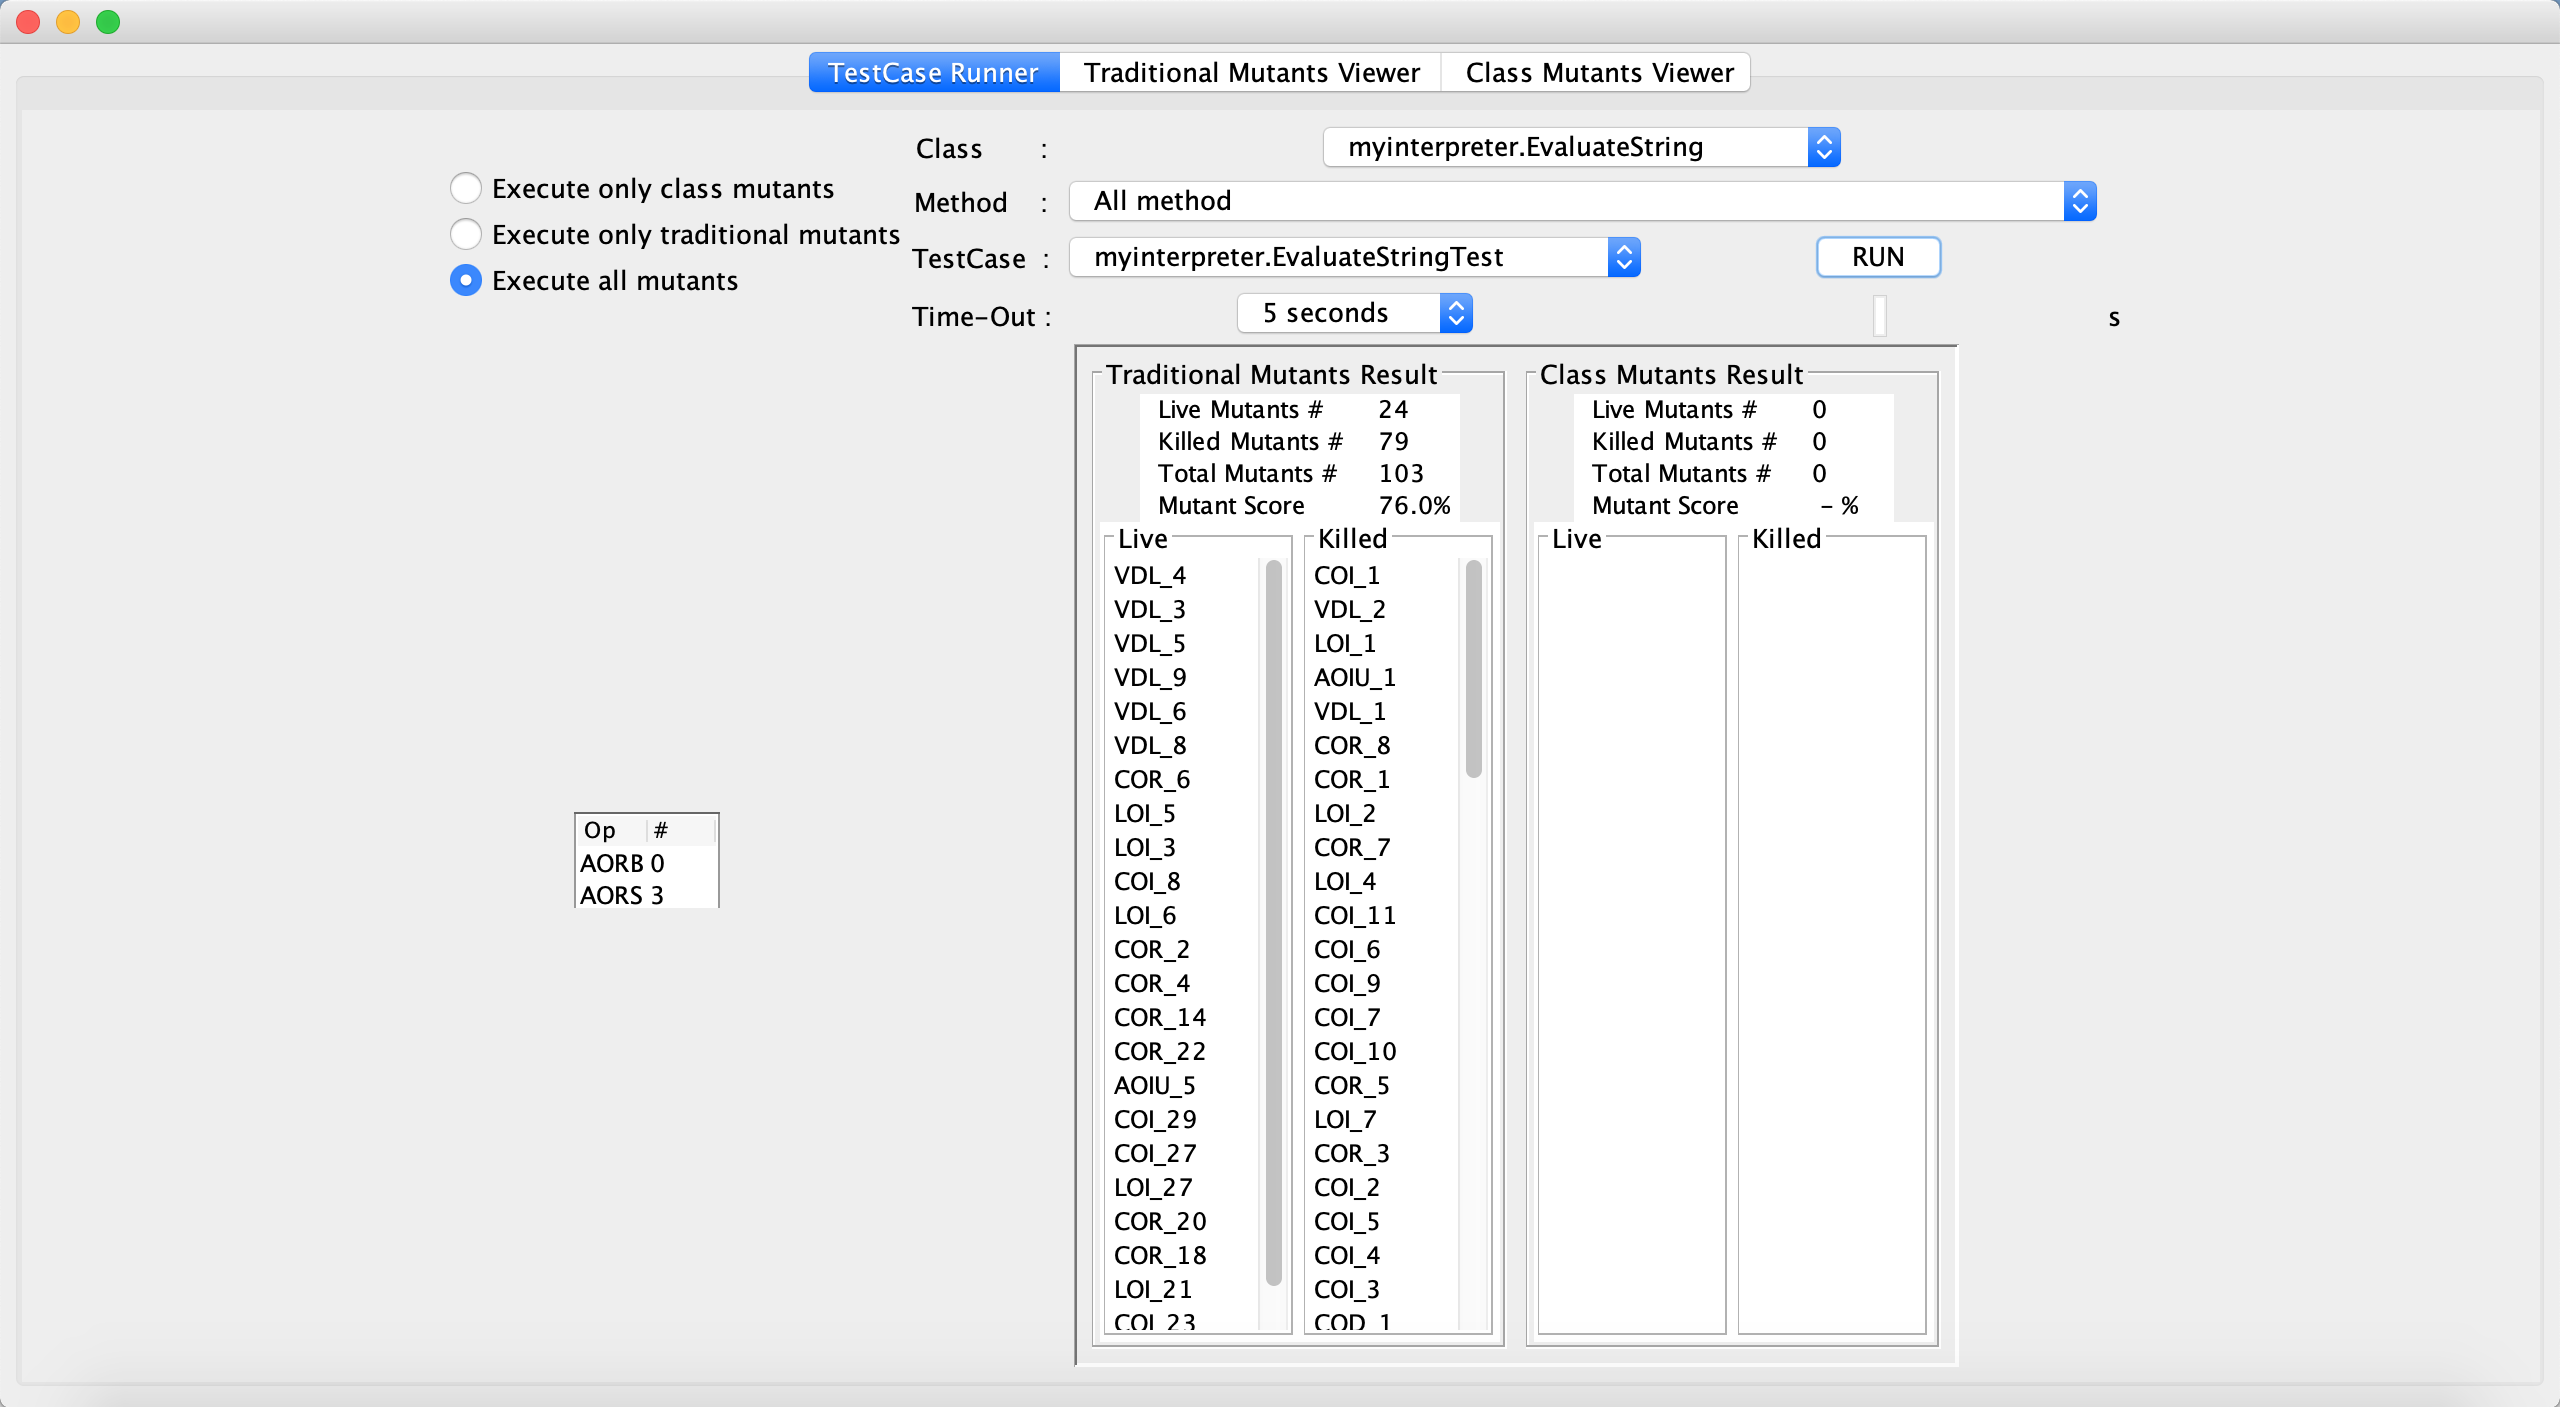 TestCase Runner Traditional Mutants Viewer Class Mutants Viewer
Class : myinterpreter.EvaluateString
Execute only class mutants
Method : All method
Execute only traditional mutants
TestCase : myinterpreter.EvaluateStringTest RUN
Execute all mutants
Time-Out : 5 seconds s
Traditional Mutants Result
Live Mutants # 24
Killed Mutants # 79
Total Mutants # 103
Mutant Score 76.0%
Live
VDL_4
VDL_3
VDL_5
VDL_9
VDL_6
VDL_8
COR_6
LOI_5
LOI_3
COI_8
LOI_6
COR_2
COR_4
COR_14
COR_22
AOIU_5
COI_29
COI_27
LOI_27
COR_20
COR_18
LOI_21
COI_23
Killed
COI_1
VDL_2
LOI_1
AOIU_1
VDL_1
COR_8
COR_1
LOI_2
COR_7
LOI_4
COI_11
COI_6
COI_9
COI_7
COI_10
COR_5
LOI_7
COR_3
COI_2
COI_5
COI_4
COI_3
COD_1
Class Mutants Result
Live Mutants # 0
Killed Mutants # 0
Total Mutants # 0
Mutant Score - %
Live
Killed
Op #
AORB 0
AORS 3